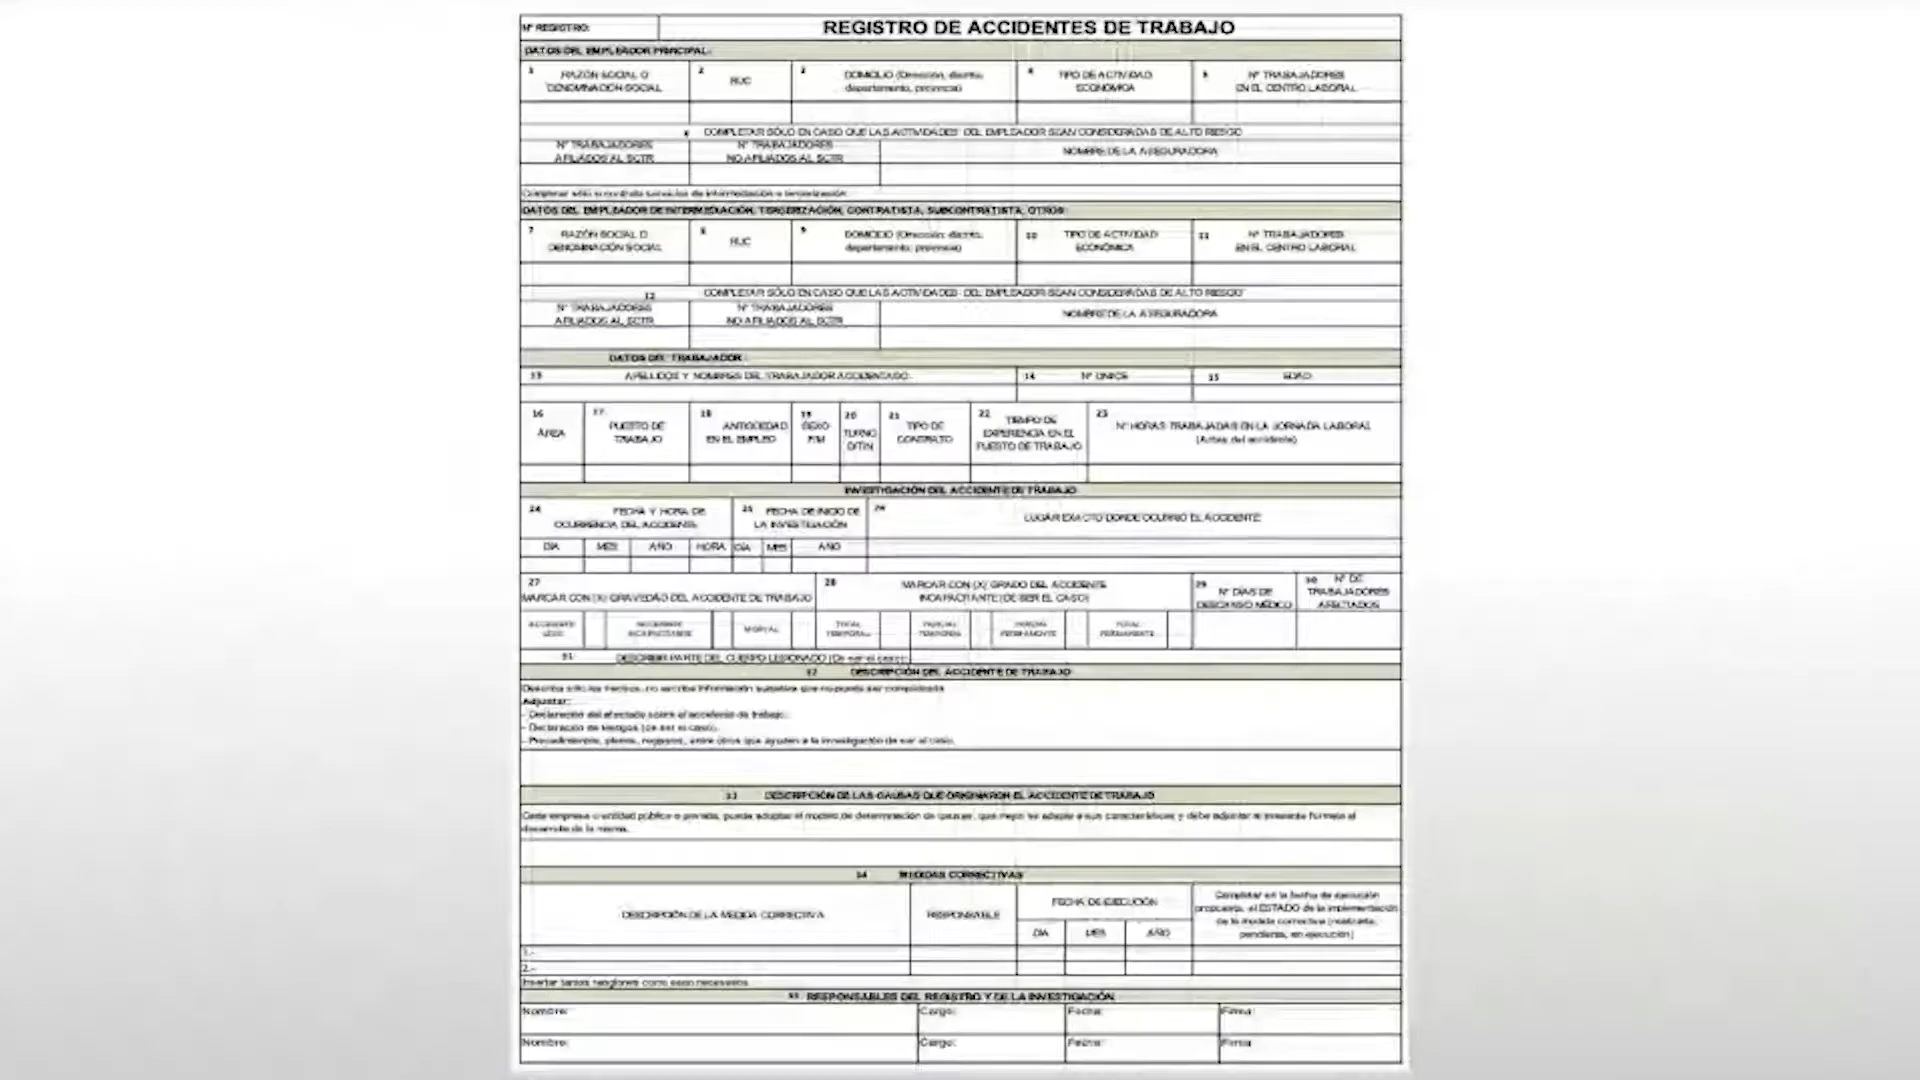 Nº REGISTRO: REGISTRO DE ACCIDENTES DE TRABAJO
DATOS DEL EMPLEADOR PRINCIPAL:
1 RAZÓN SOCIAL O DENOMINACIÓN SOCIAL
2 RUC
3 DOMICILIO (Dirección, distrito, departamento, provincia)
4 TIPO DE ACTIVIDAD ECONÓMICA
5 Nº TRABAJADORES EN EL CENTRO LABORAL
6 COMPLETAR SÓLO EN CASO QUE LAS ACTIVIDADES DEL EMPLEADOR SEAN CONSIDERADAS DE ALTO RIESGO
Nº TRABAJADORES AFILIADOS AL SCTR
Nº TRABAJADORES NO AFILIADOS AL SCTR
NOMBRE DE LA ASEGURADORA
Completar sólo si contrata servicios de intermediación o tercerización:
DATOS DEL EMPLEADOR DE INTERMEDIACIÓN, TERCERIZACIÓN, CONTRATISTA, SUBCONTRATISTA, OTROS:
7 RAZÓN SOCIAL O DENOMINACIÓN SOCIAL
8 RUC
9 DOMICILIO (Dirección, distrito, departamento, provincia)
10 TIPO DE ACTIVIDAD ECONÓMICA
11 Nº TRABAJADORES EN EL CENTRO LABORAL
12 COMPLETAR SÓLO EN CASO QUE LAS ACTIVIDADES DEL EMPLEADOR SEAN CONSIDERADAS DE ALTO RIESGO
Nº TRABAJADORES AFILIADOS AL SCTR
Nº TRABAJADORES NO AFILIADOS AL SCTR
NOMBRE DE LA ASEGURADORA
DATOS DEL TRABAJADOR:
13 APELLIDOS Y NOMBRES DEL TRABAJADOR ACCIDENTADO:
14 Nº DNI/CE
15 EDAD
16 ÁREA
17 PUESTO DE TRABAJO
18 ANTIGÜEDAD EN EL EMPLEO
19 SEXO F/M
20 TURNO D/T/N
21 TIPO DE CONTRATO
22 TIEMPO DE EXPERIENCIA EN EL PUESTO DE TRABAJO
23 Nº HORAS TRABAJADAS EN LA JORNADA LABORAL (Antes del accidente)
INVESTIGACIÓN DEL ACCIDENTE DE TRABAJO
24 FECHA Y HORA DE OCURRENCIA DEL ACCIDENTE
25 FECHA DE INICIO DE LA INVESTIGACIÓN
26 LUGAR EXACTO DONDE OCURRIÓ EL ACCIDENTE
DÍA MES AÑO HORA DÍA MES AÑO
27 MARCAR CON (X) GRAVEDAD DEL ACCIDENTE DE TRABAJO
28 MARCAR CON (X) GRADO DEL ACCIDENTE INCAPACITANTE (DE SER EL CASO)
29 Nº DÍAS DE DESCANSO MÉDICO
30 Nº DE TRABAJADORES AFECTADOS
ACCIDENTE LEVE
ACCIDENTE INCAPACITANTE
MORTAL
TOTAL TEMPORAL
PARCIAL TEMPORAL
PARCIAL PERMANENTE
TOTAL PERMANENTE
31 DESCRIBIR PARTE DEL CUERPO LESIONADO (De ser el caso):
32 DESCRIPCIÓN DEL ACCIDENTE DE TRABAJO
Describa sólo los hechos, no escriba información subjetiva que no pueda ser comprobada.
Adjuntar:
- Declaración del afectado sobre el accidente de trabajo.
- Declaración de testigos (de ser el caso).
- Procedimientos, planos, registros, entre otros que ayuden a la investigación de ser el caso.
33 DESCRIPCIÓN DE LAS CAUSAS QUE ORIGINARON EL ACCIDENTE DE TRABAJO
Cada empresa o entidad pública o privada, puede adoptar el modelo de determinación de causas, que mejor se adapte a sus características y debe adjuntar al presente formato el
desarrollo de la misma.
34 MEDIDAS CORRECTIVAS
DESCRIPCIÓN DE LA MEDIDA CORRECTIVA
RESPONSABLE
FECHA DE EJECUCIÓN
DÍA MES AÑO
Completar en la fecha de ejecución
propuesta, el ESTADO de la implementación
de la medida correctiva (realizada,
pendiente, en ejecución)
1.-
2.-
Insertar tantos renglones como sean necesarios.
35 RESPONSABLES DEL REGISTRO Y DE LA INVESTIGACIÓN
Nombre: Cargo: Fecha: Firma:
Nombre: Cargo: Fecha: Firma: